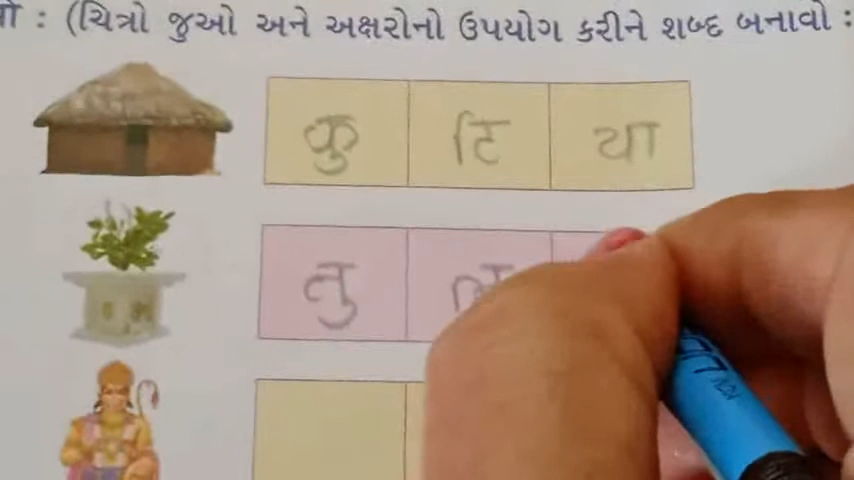 : (ચિત્રો જુઓ અને અક્ષરોનો ઉપયોગ કરીને શબ્દ બનાવો :
कु टि या
तु ल